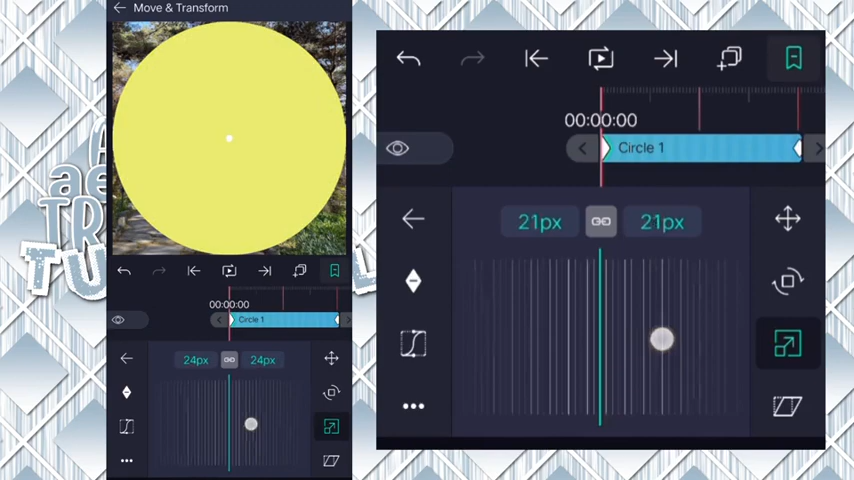 Move & Transform
00:00:00
Circle 1
24px
24px
00:00:00
Circle 1
21px
21px